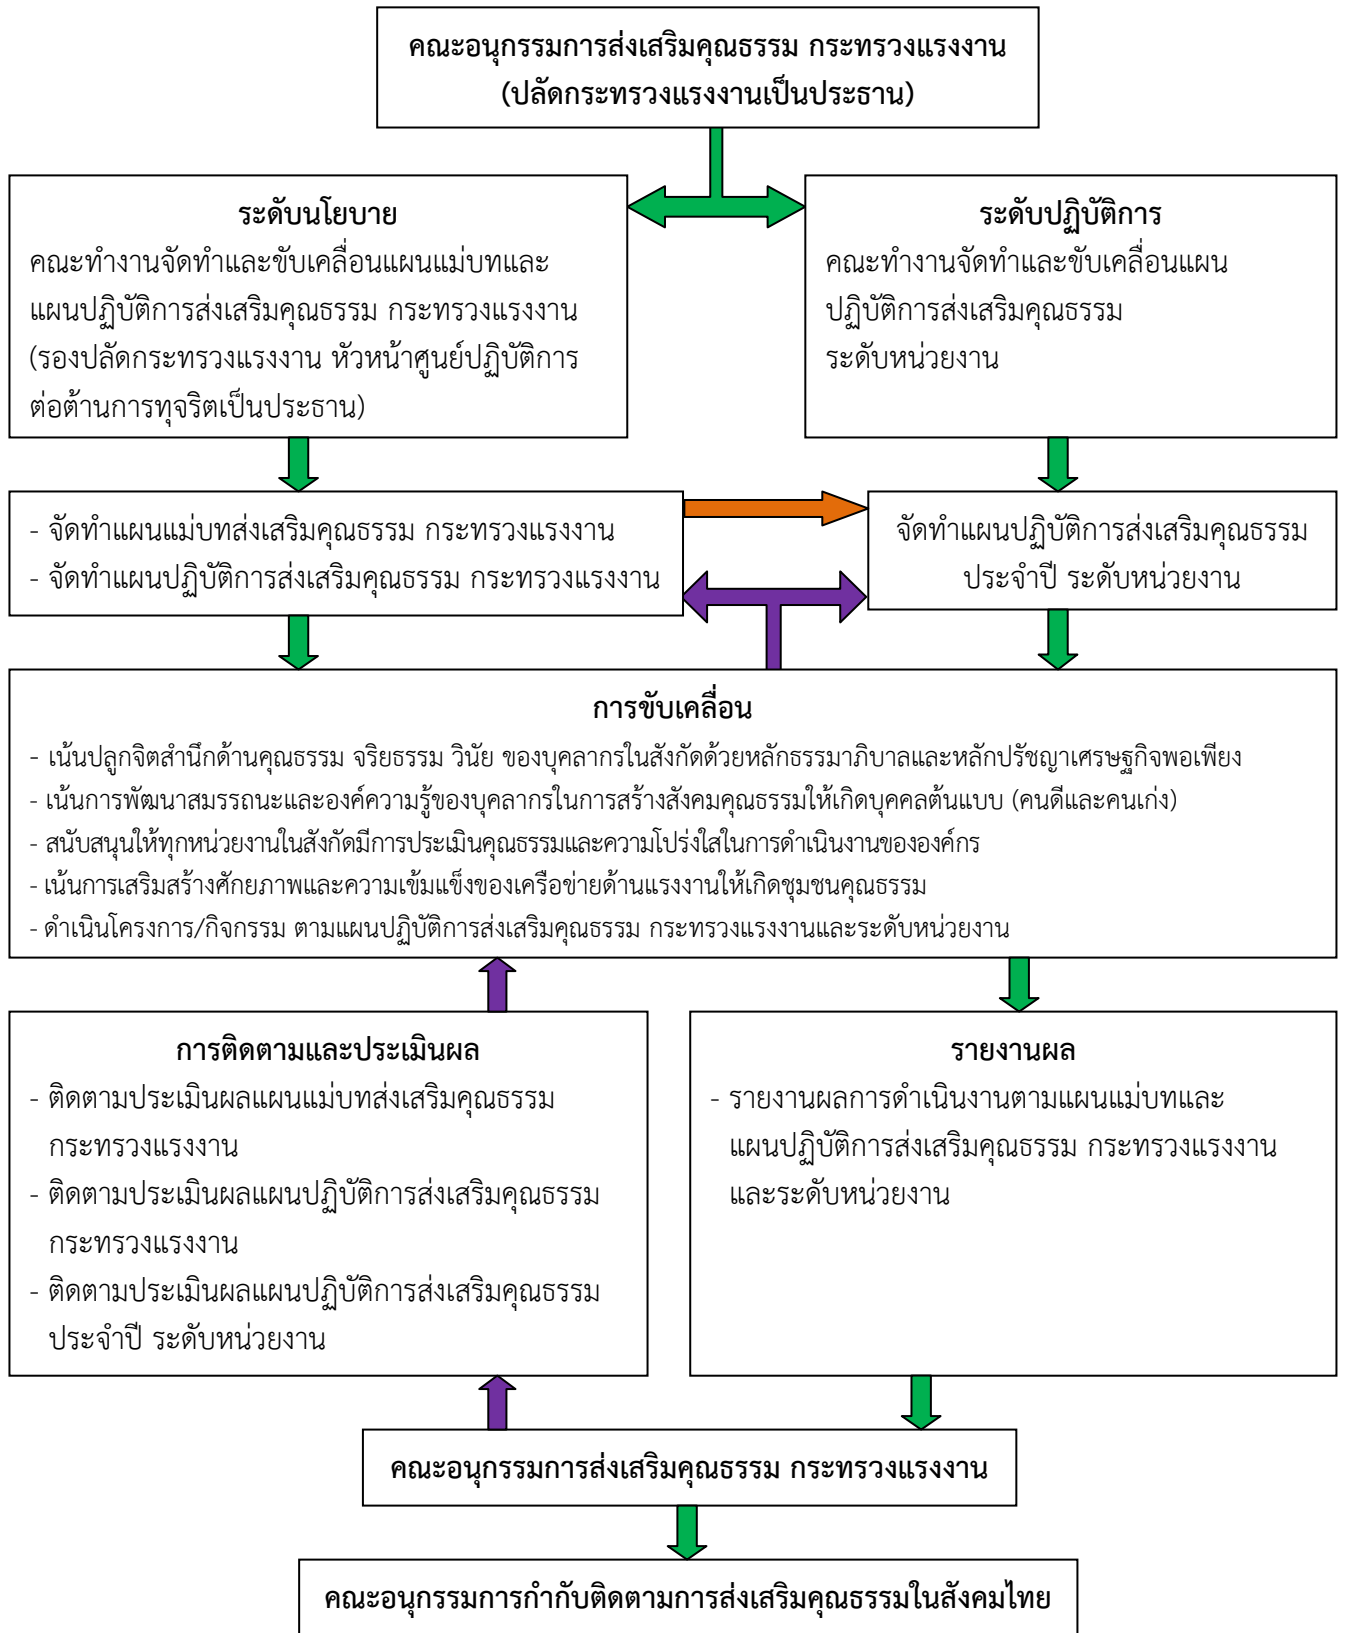 คณะอนุกรรมการส่งเสริมคุณธรรม กระทรวงแรงงาน
(ปลัดกระทรวงแรงงานเป็นประธาน)
ระดับนโยบาย
คณะทำงานจัดทำและขับเคลื่อนแผนแม่บทและ
แผนปฏิบัติการส่งเสริมคุณธรรม กระทรวงแรงงาน
(รองปลัดกระทรวงแรงงาน หัวหน้าศูนย์ปฏิบัติการ
ต่อต้านการทุจริตเป็นประธาน)
ระดับปฏิบัติการ
คณะทำงานจัดทำและขับเคลื่อนแผน
ปฏิบัติการส่งเสริมคุณธรรม
ระดับหน่วยงาน
- จัดทำแผนแม่บทส่งเสริมคุณธรรม กระทรวงแรงงาน
- จัดทำแผนปฏิบัติการส่งเสริมคุณธรรม กระทรวงแรงงาน
จัดทำแผนปฏิบัติการส่งเสริมคุณธรรม
ประจำปี ระดับหน่วยงาน
การขับเคลื่อน
- เน้นปลูกจิตสำนึกด้านคุณธรรม จริยธรรม วินัย ของบุคลากรในสังกัดด้วยหลักธรรมาภิบาลและหลักปรัชญาเศรษฐกิจพอเพียง
- เน้นการพัฒนาสมรรถนะและองค์ความรู้ของบุคลากรในการสร้างสังคมคุณธรรมให้เกิดบุคคลต้นแบบ (คนดีและคนเก่ง)
- สนับสนุนให้ทุกหน่วยงานในสังกัดมีการประเมินคุณธรรมและความโปร่งใสในการดำเนินงานขององค์กร
- เน้นการเสริมสร้างศักยภาพและความเข้มแข็งของเครือข่ายด้านแรงงานให้เกิดชุมชนคุณธรรม
- ดำเนินโครงการ/กิจกรรม ตามแผนปฏิบัติการส่งเสริมคุณธรรม กระทรวงแรงงานและระดับหน่วยงาน
การติดตามและประเมินผล
- ติดตามประเมินผลแผนแม่บทส่งเสริมคุณธรรม
กระทรวงแรงงาน
- ติดตามประเมินผลแผนปฏิบัติการส่งเสริมคุณธรรม
กระทรวงแรงงาน
- ติดตามประเมินผลแผนปฏิบัติการส่งเสริมคุณธรรม
ประจำปี ระดับหน่วยงาน
รายงานผล
- รายงานผลการดำเนินงานตามแผนแม่บทและ
แผนปฏิบัติการส่งเสริมคุณธรรม กระทรวงแรงงาน
และระดับหน่วยงาน
คณะอนุกรรมการส่งเสริมคุณธรรม กระทรวงแรงงาน
คณะอนุกรรมการกำกับติดตามการส่งเสริมคุณธรรมในสังคมไทย